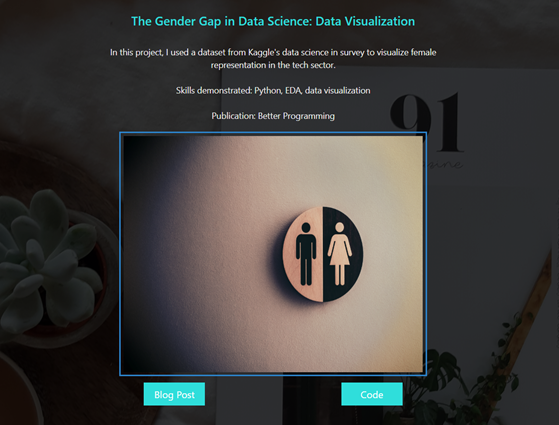 The Gender Gap in Data Science: Data Visualization
In this project, I used a dataset from Kaggle's data science in survey to visualize female
representation in the tech sector.
Skills demonstrated: Python, EDA, data visualization
Publication: Better Programming
91
Blog Post
Code